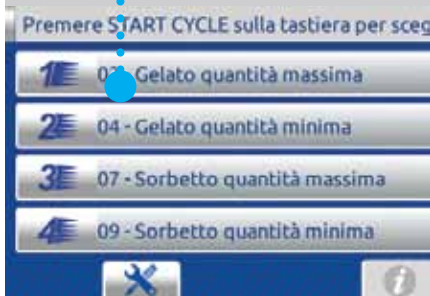 Premere START CYCLE sulla tastiera per sceg
1 Gelato quantità massima
2 04 - Gelato quantità minima
3 07 - Sorbetto quantità massima
4 09 - Sorbetto quantità minima
i